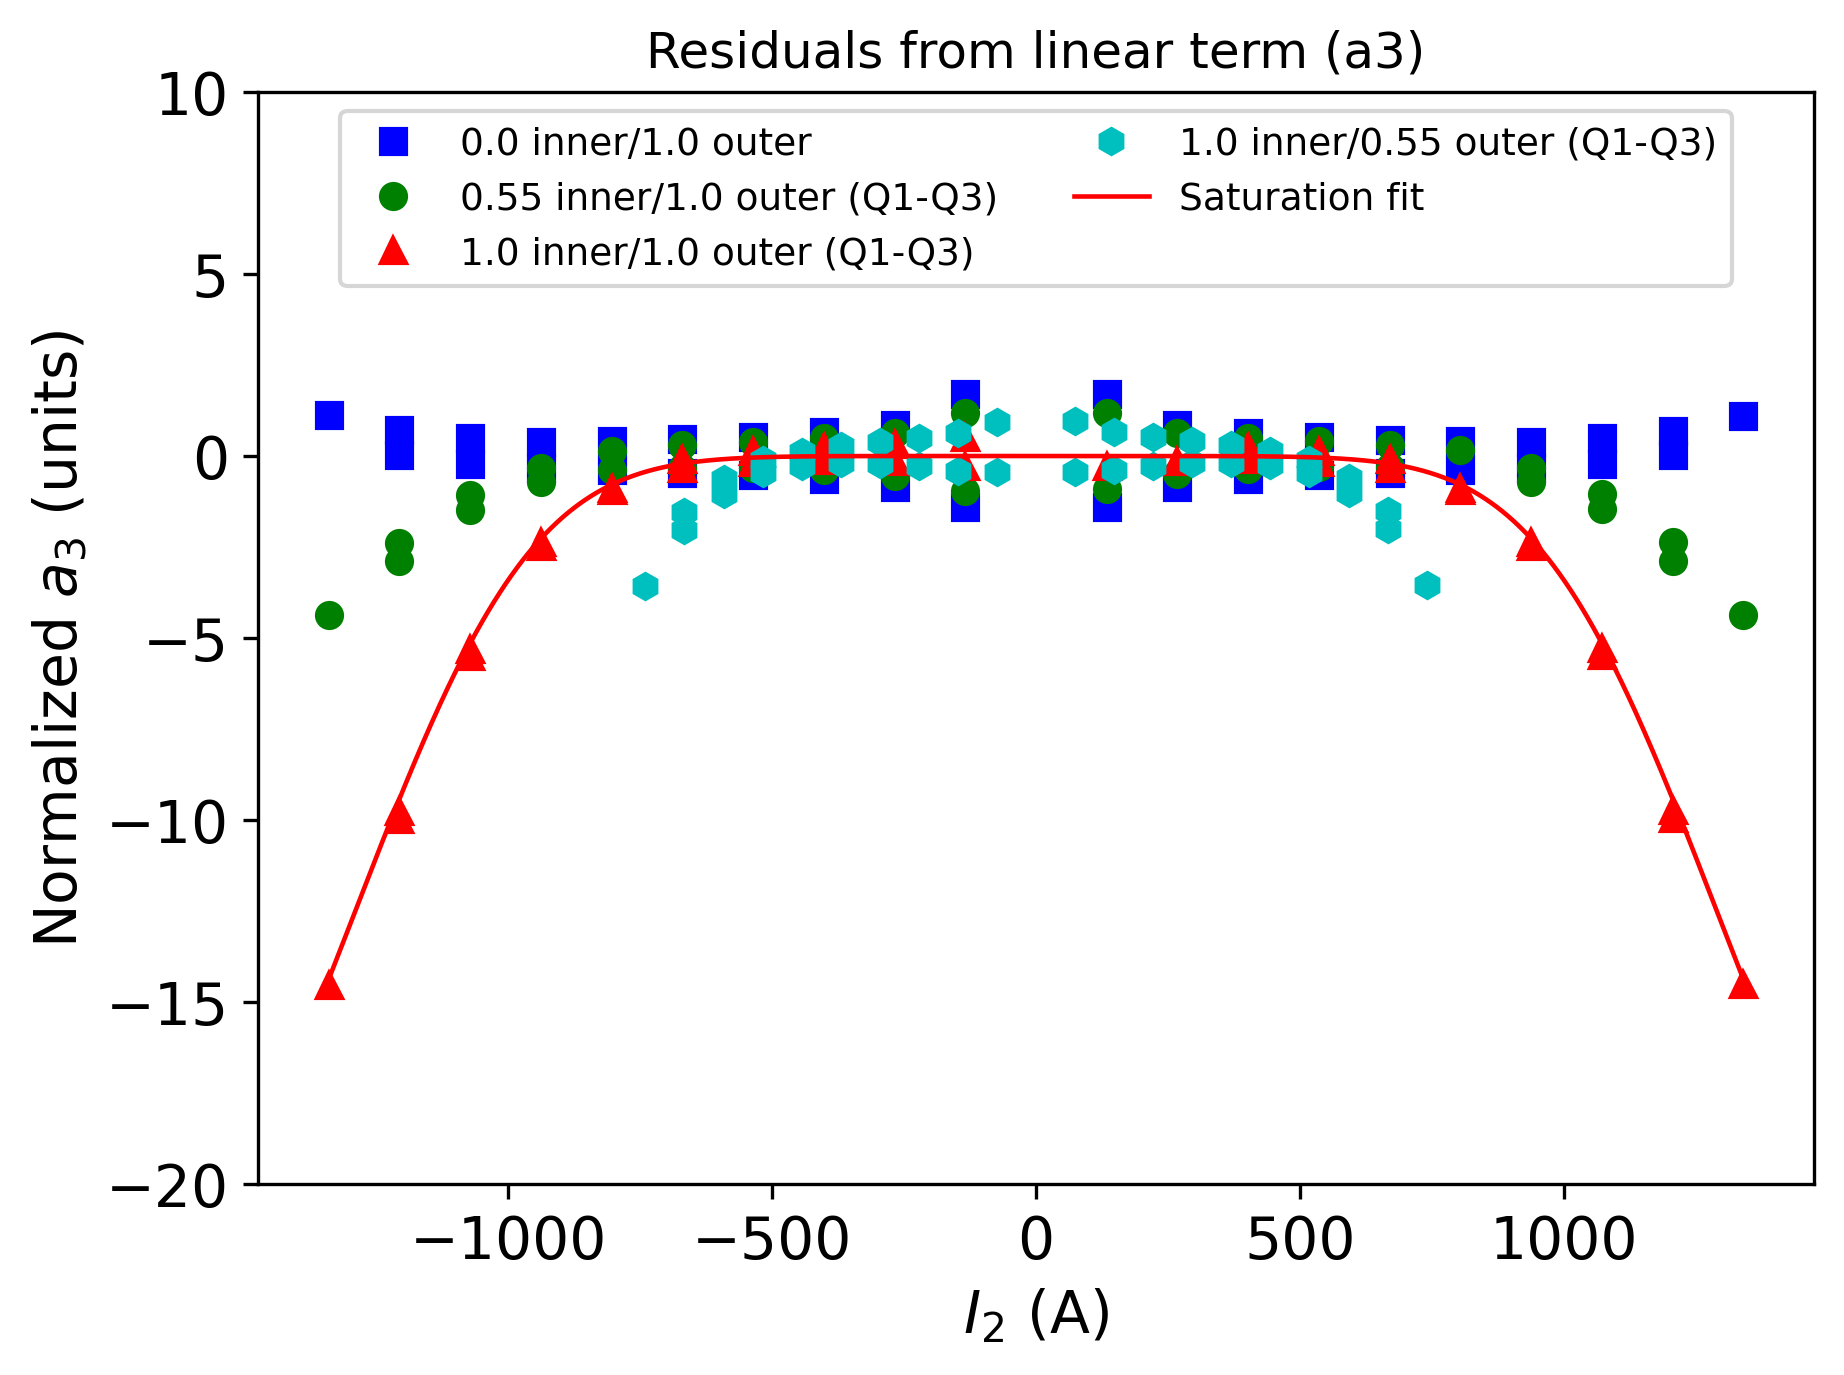 Residuals from linear term (a3)
0.0 inner/1.0 outer
0.55 inner/1.0 outer (Q1-Q3)
1.0 inner/1.0 outer (Q1-Q3)
1.0 inner/0.55 outer (Q1-Q3)
Saturation fit
Normalized a₃ (units)
10
5
0
−5
−10
−15
−20
−1000
−500
0
500
1000
I₂ (A)